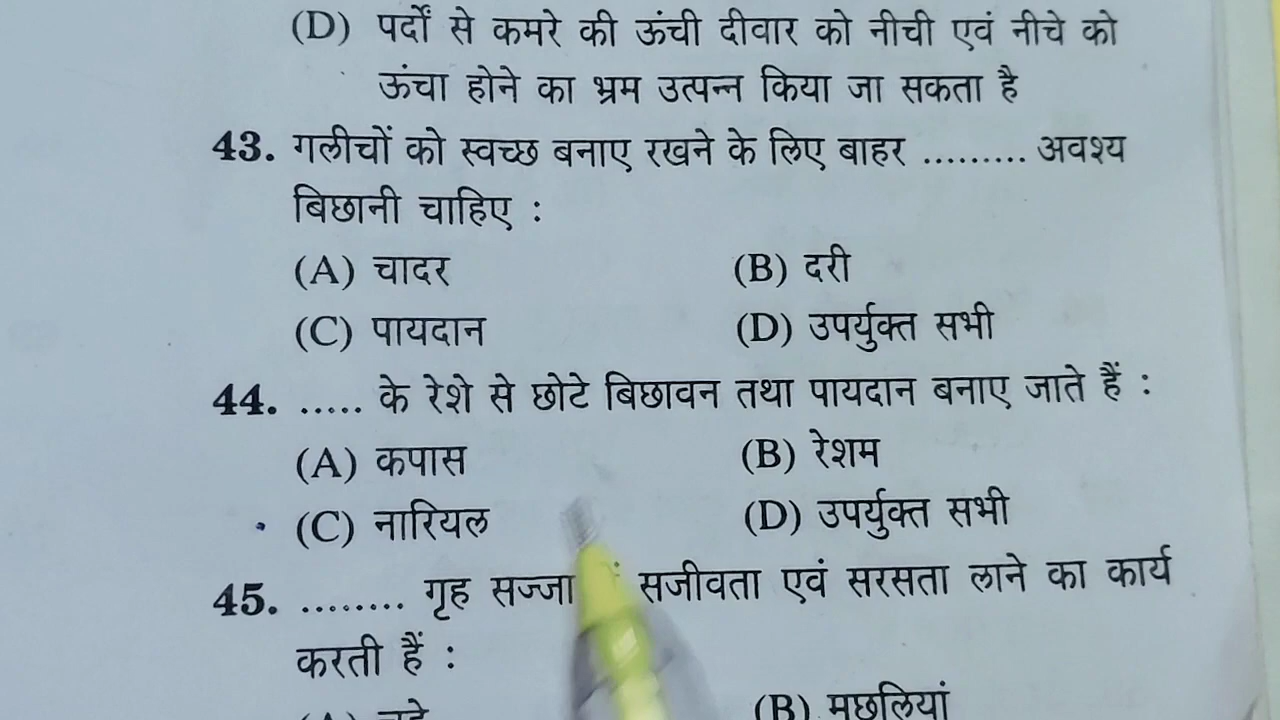 (D) पर्दों से कमरे की ऊंची दीवार को नीची एवं नीचे को
ऊंचा होने का भ्रम उत्पन्न किया जा सकता है
43. गलीचों को स्वच्छ बनाए रखने के लिए बाहर ......... अवश्य
बिछानी चाहिए :
(A) चादर (B) दरी
(C) पायदान (D) उपर्युक्त सभी
44. ..... के रेशे से छोटे बिछावन तथा पायदान बनाए जाते हैं :
(A) कपास (B) रेशम
(C) नारियल (D) उपर्युक्त सभी
45. ........ गृह सज्जा सजीवता एवं सरसता लाने का कार्य
करती हैं :
(A) (B) मछलियां